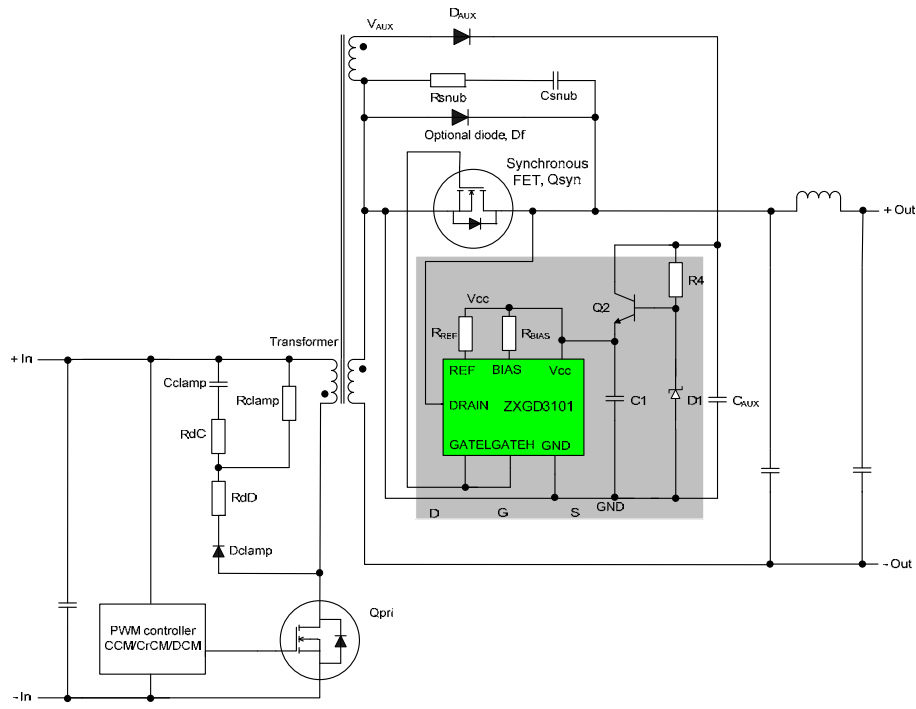 VAUX
DAUX
Rsnub
Csnub
Optional diode, Df
Synchronous
FET, Qsyn
+ Out
R4
Q2
Vcc
RREF
RBIAS
Transformer
+ In
REF
BIAS
Vcc
Cclamp
Rclamp
DRAIN
ZXGD3101
C1
D1
CAUX
RdC
GATEL
GATEH
GND
RdD
GND
D
G
S
Dclamp
-Out
Qpri
PWM controller
CCM/CrCM/DCM
-In